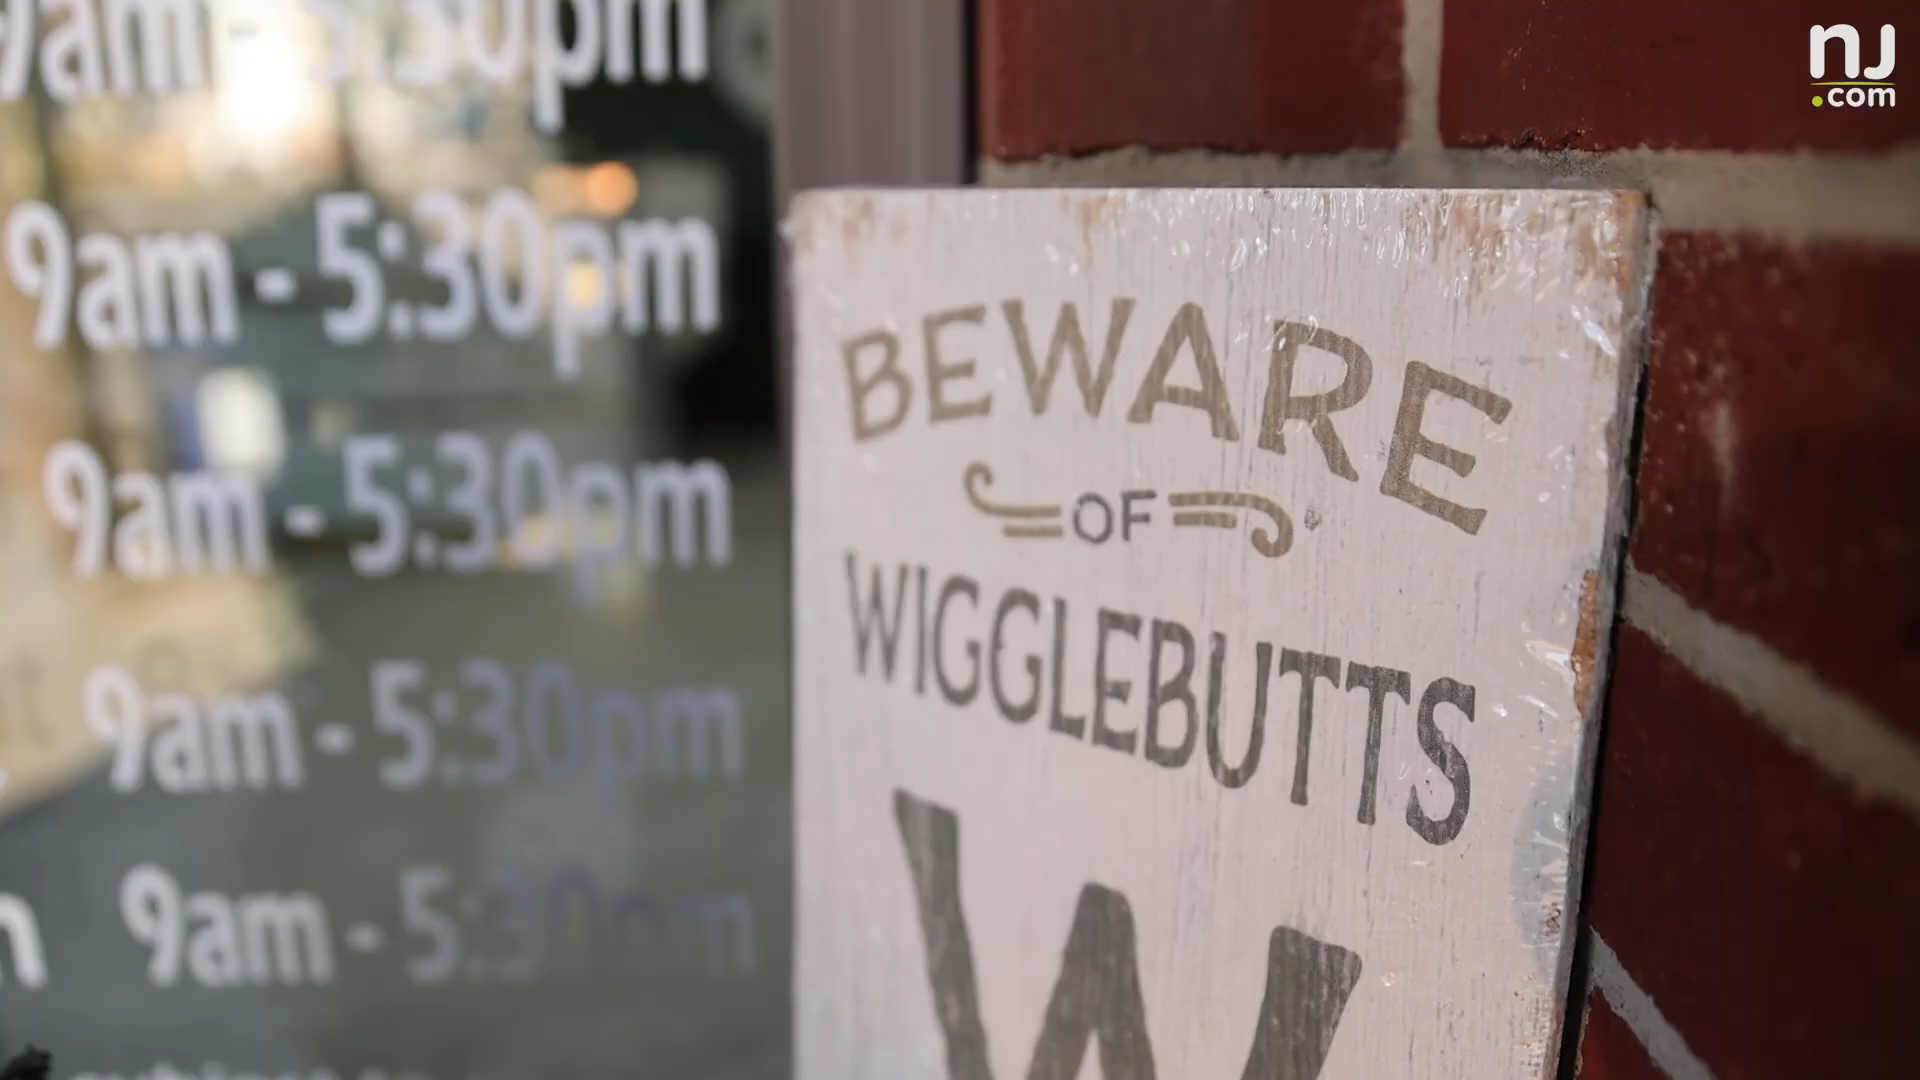 9am - 5:30pm
9am - 5:30pm
9am - 5:30pm
9am - 5:30pm
9am - 5:30pm
BEWARE
OF
WIGGLEBUTTS
W
nj
.com